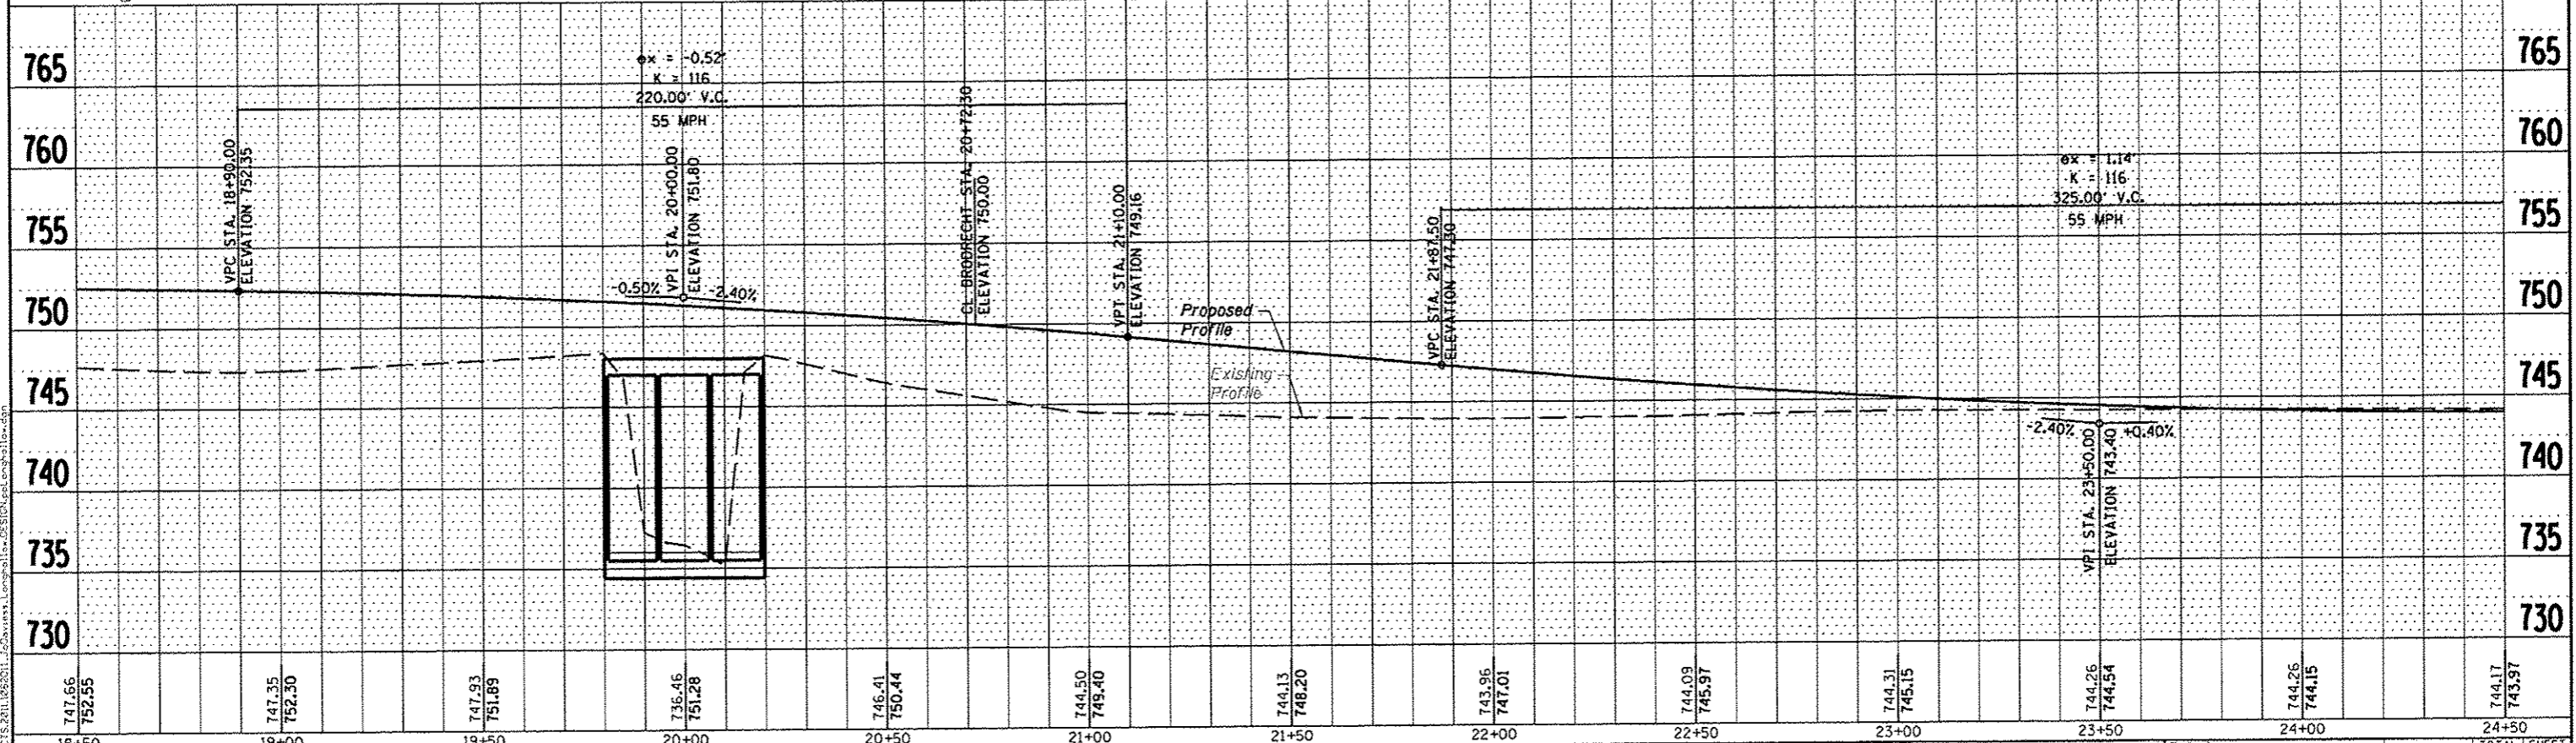 765
765
ex = -0.52'
K = 116
220.00' V.C.
55 MPH
760
760
VPC STA. 18+90.00
ELEVATION 752.35
VPI STA. 20+00.00
ELEVATION 751.80
-0.50%
-2.40%
CL BRODRECHT STA. 20+72.30
ELEVATION 750.00
VPT STA. 21+10.00
ELEVATION 749.16
ex = 1.14'
K = 116
325.00' V.C.
55 MPH
755
755
VPC STA. 21+87.50
ELEVATION 747.30
750
750
Proposed
Profile
Existing
Profile
745
745
-2.40%
+0.40%
VPI STA. 23+50.00
ELEVATION 743.40
740
740
735
735
730
730
747.66
752.55
747.35
752.30
747.93
751.89
736.46
751.28
746.41
750.44
744.50
749.40
744.13
748.20
743.96
747.01
744.09
745.97
744.31
745.15
744.26
744.54
744.26
744.15
744.17
743.97
18+50
19+00
19+50
20+00
20+50
21+00
21+50
22+00
22+50
23+00
23+50
24+00
24+50
TOTAL
SHEET